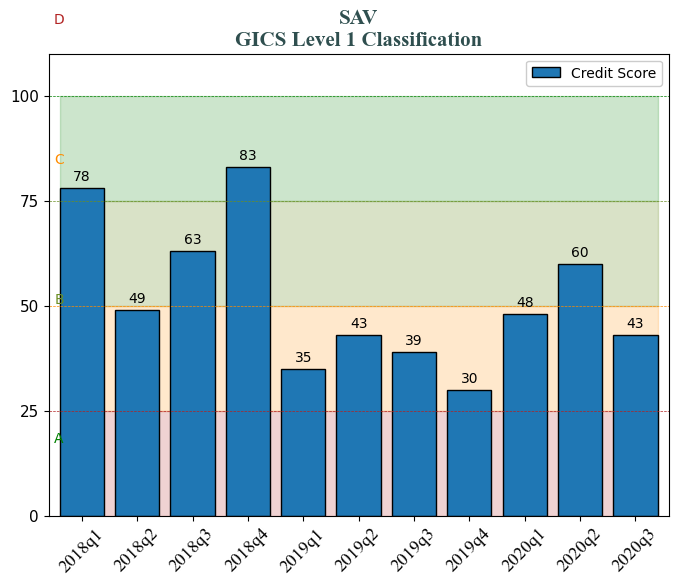 D
SAV
GICS Level 1 Classification
Credit Score
100
C
83
78
75
63
60
B
50
49
48
43
43
39
35
30
25
A
0
2018q1
2018q2
2018q3
2018q4
2019q1
2019q2
2019q3
2019q4
2020q1
2020q2
2020q3